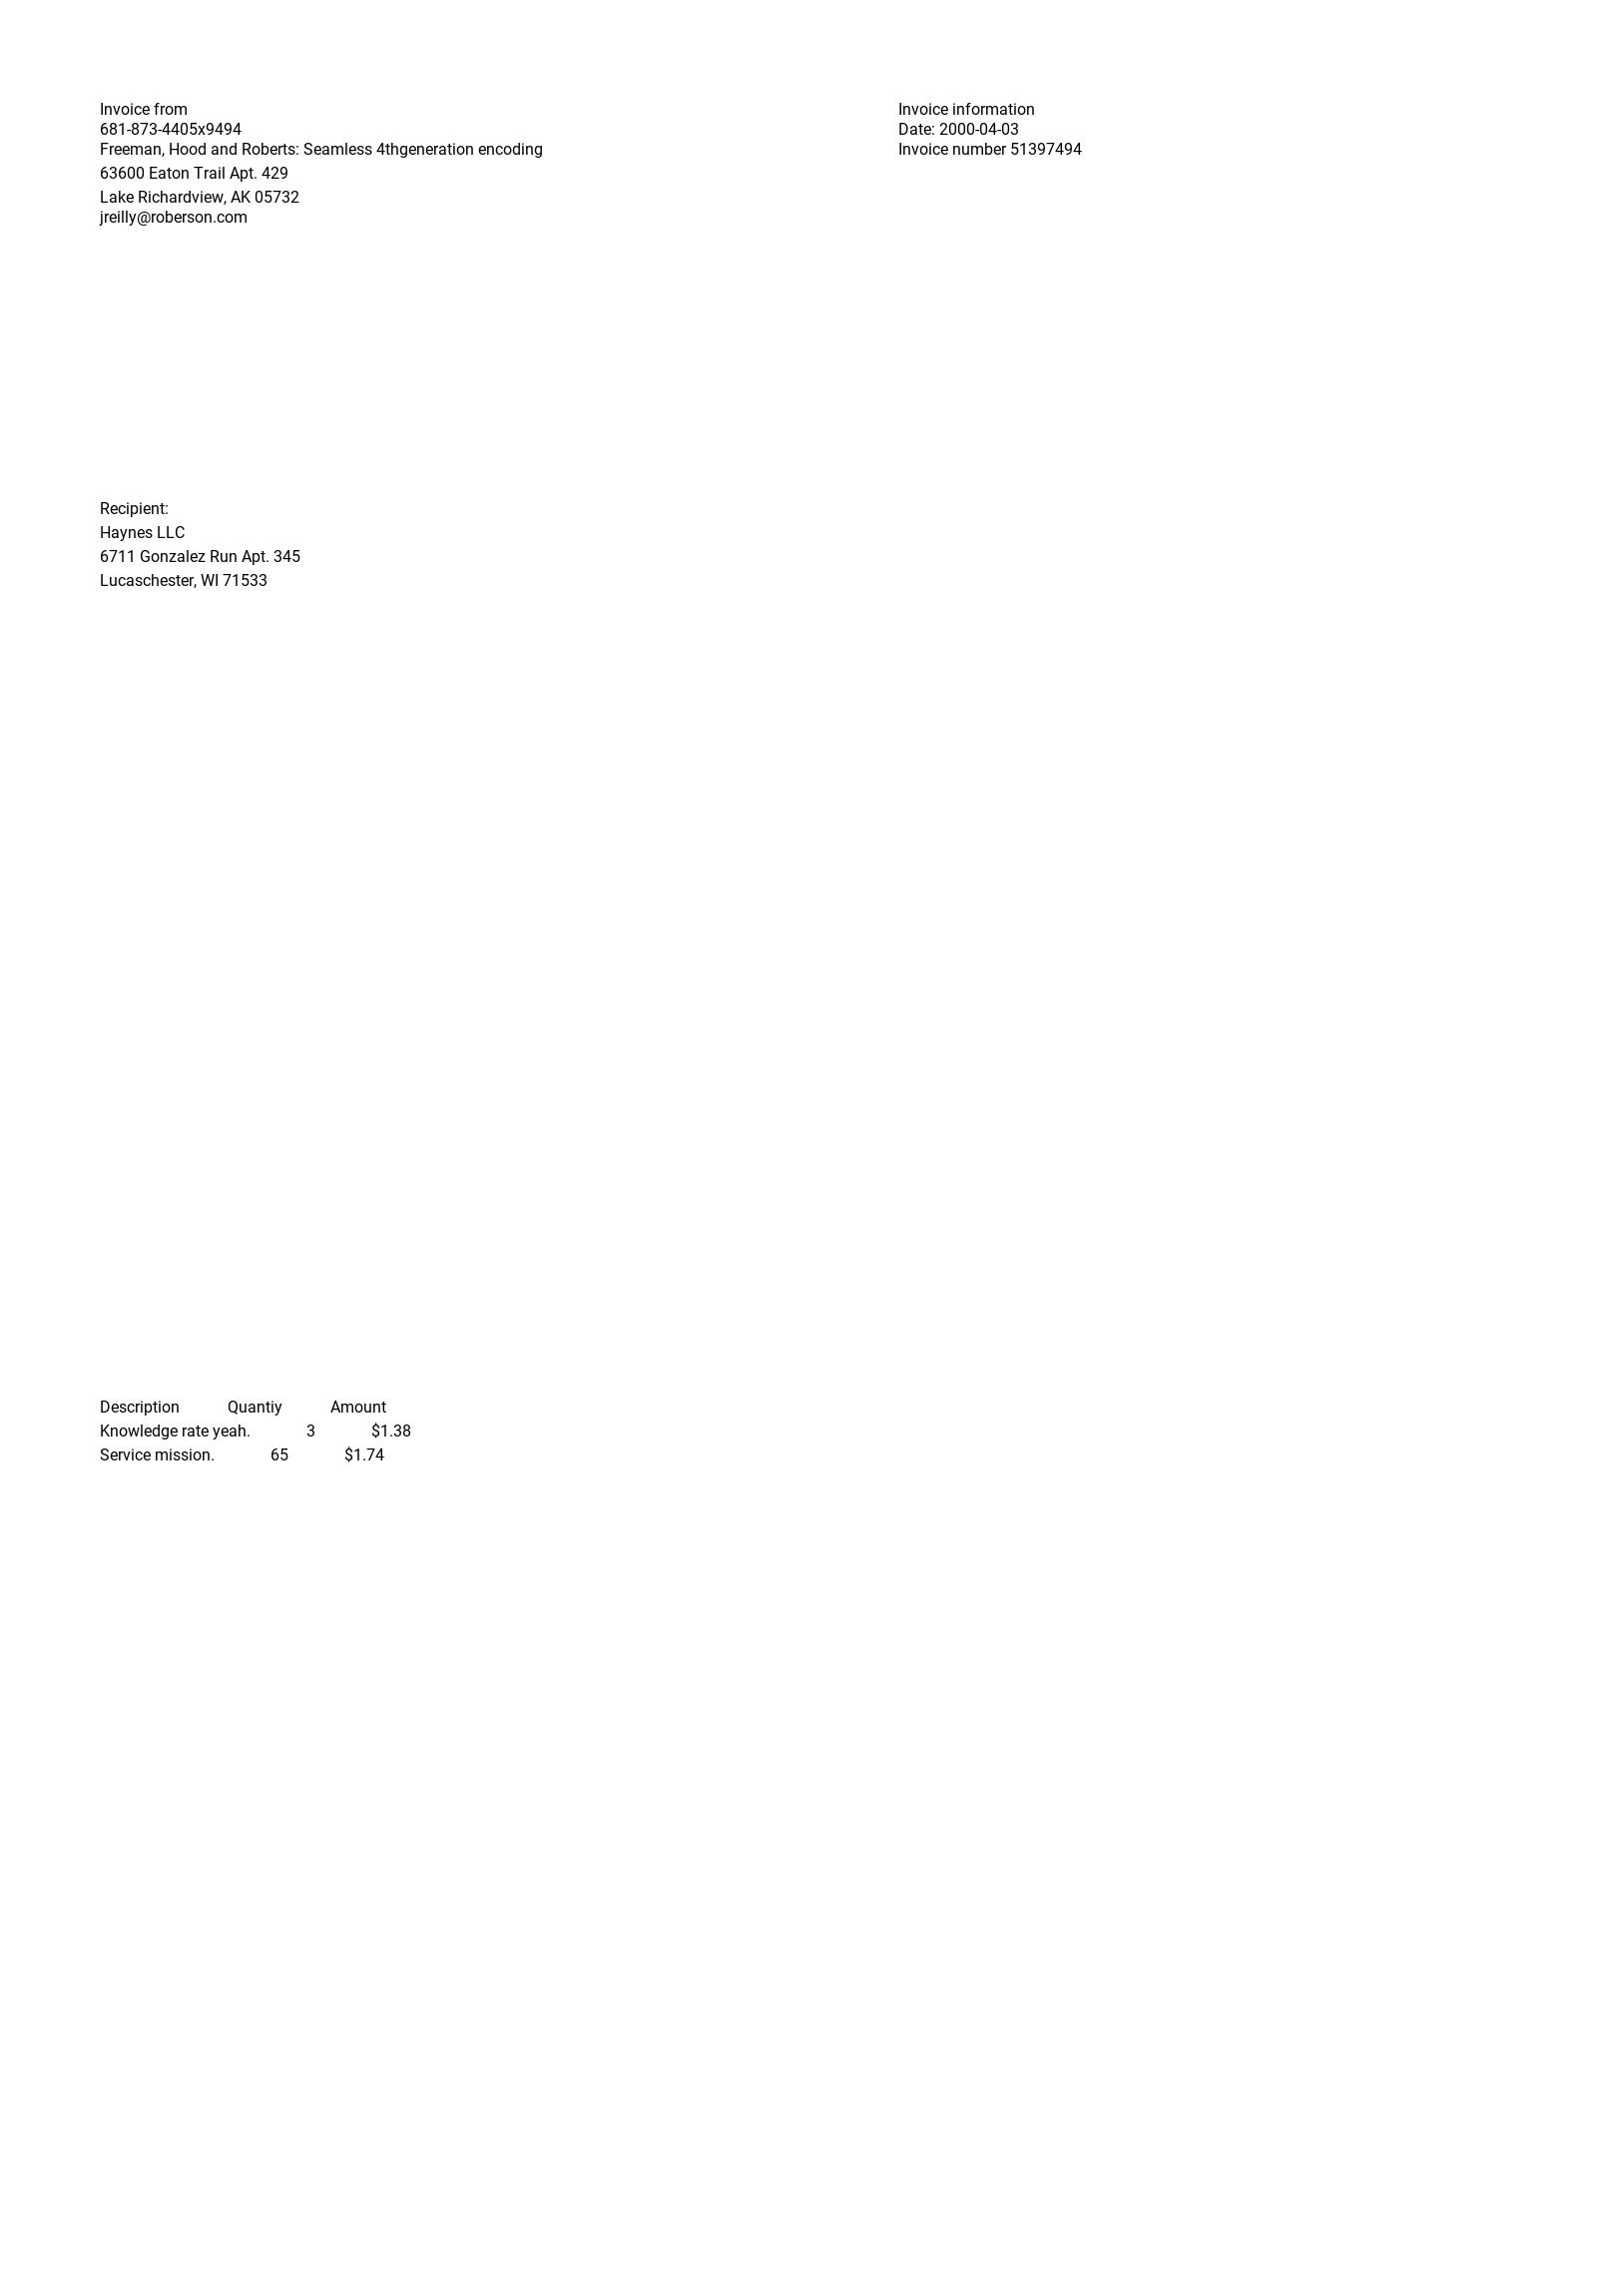 Invoice from
681-873-4405x9494
Freeman, Hood and Roberts: Seamless 4thgeneration encoding
63600 Eaton Trail Apt. 429
Lake Richardview, AK 05732
jreilly@roberson.com
Invoice information
Date: 2000-04-03
Invoice number 51397494
Recipient:
Haynes LLC
6711 Gonzalez Run Apt. 345
Lucaschester, WI 71533
Description Quantiy Amount
Knowledge rate yeah. 3 $1.38
Service mission. 65 $1.74